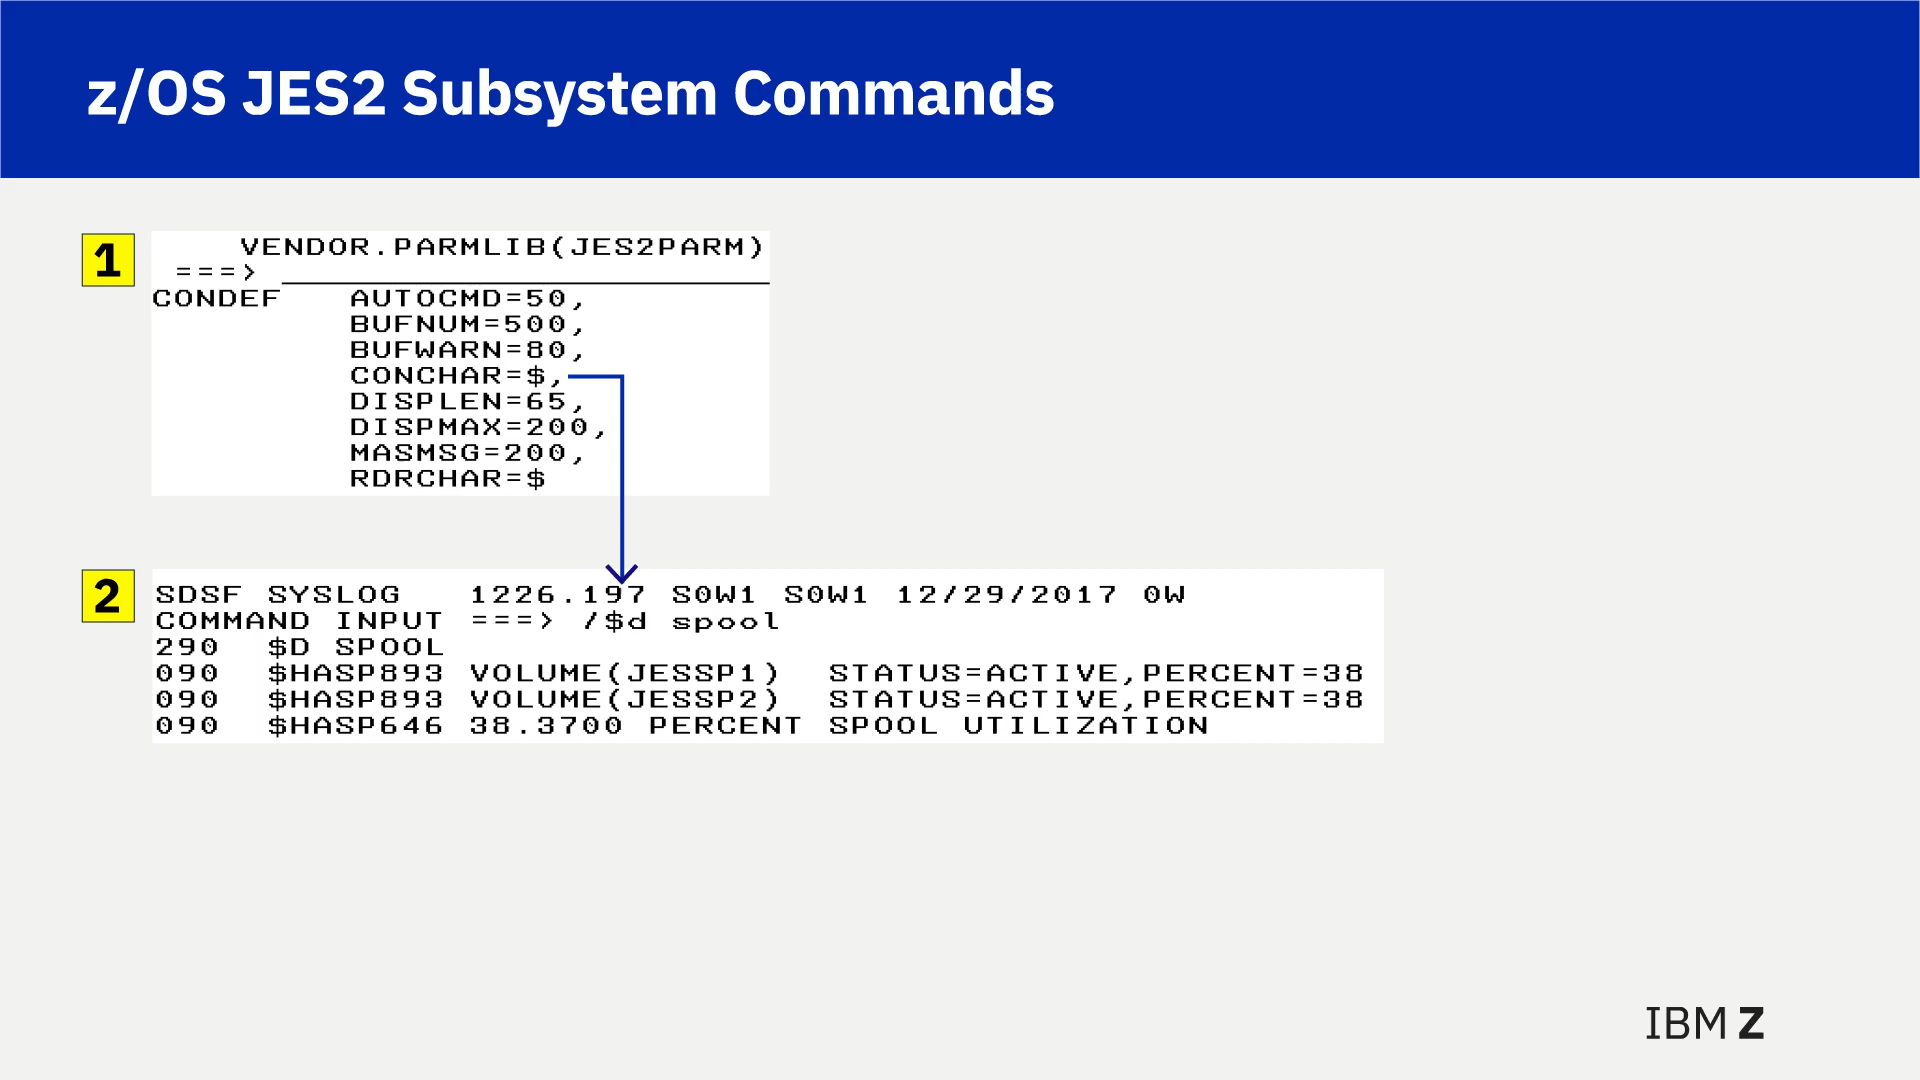 z/OS JES2 Subsystem Commands
1
VENDOR.PARMLIB(JES2PARM)
===>
CONDEF AUTOCMD=50,
BUFNUM=500,
BUFWARN=80,
CONCHAR=$,
DISPLEN=65,
DISPMAX=200,
MASMSG=200,
RDRCHAR=$
2
SDSF SYSLOG 1226.197 S0W1 S0W1 12/29/2017 0W
COMMAND INPUT ===> /$d spool
290 $D SPOOL
090 $HASP893 VOLUME(JESSP1) STATUS=ACTIVE,PERCENT=38
090 $HASP893 VOLUME(JESSP2) STATUS=ACTIVE,PERCENT=38
090 $HASP646 38.3700 PERCENT SPOOL UTILIZATION
IBM Z